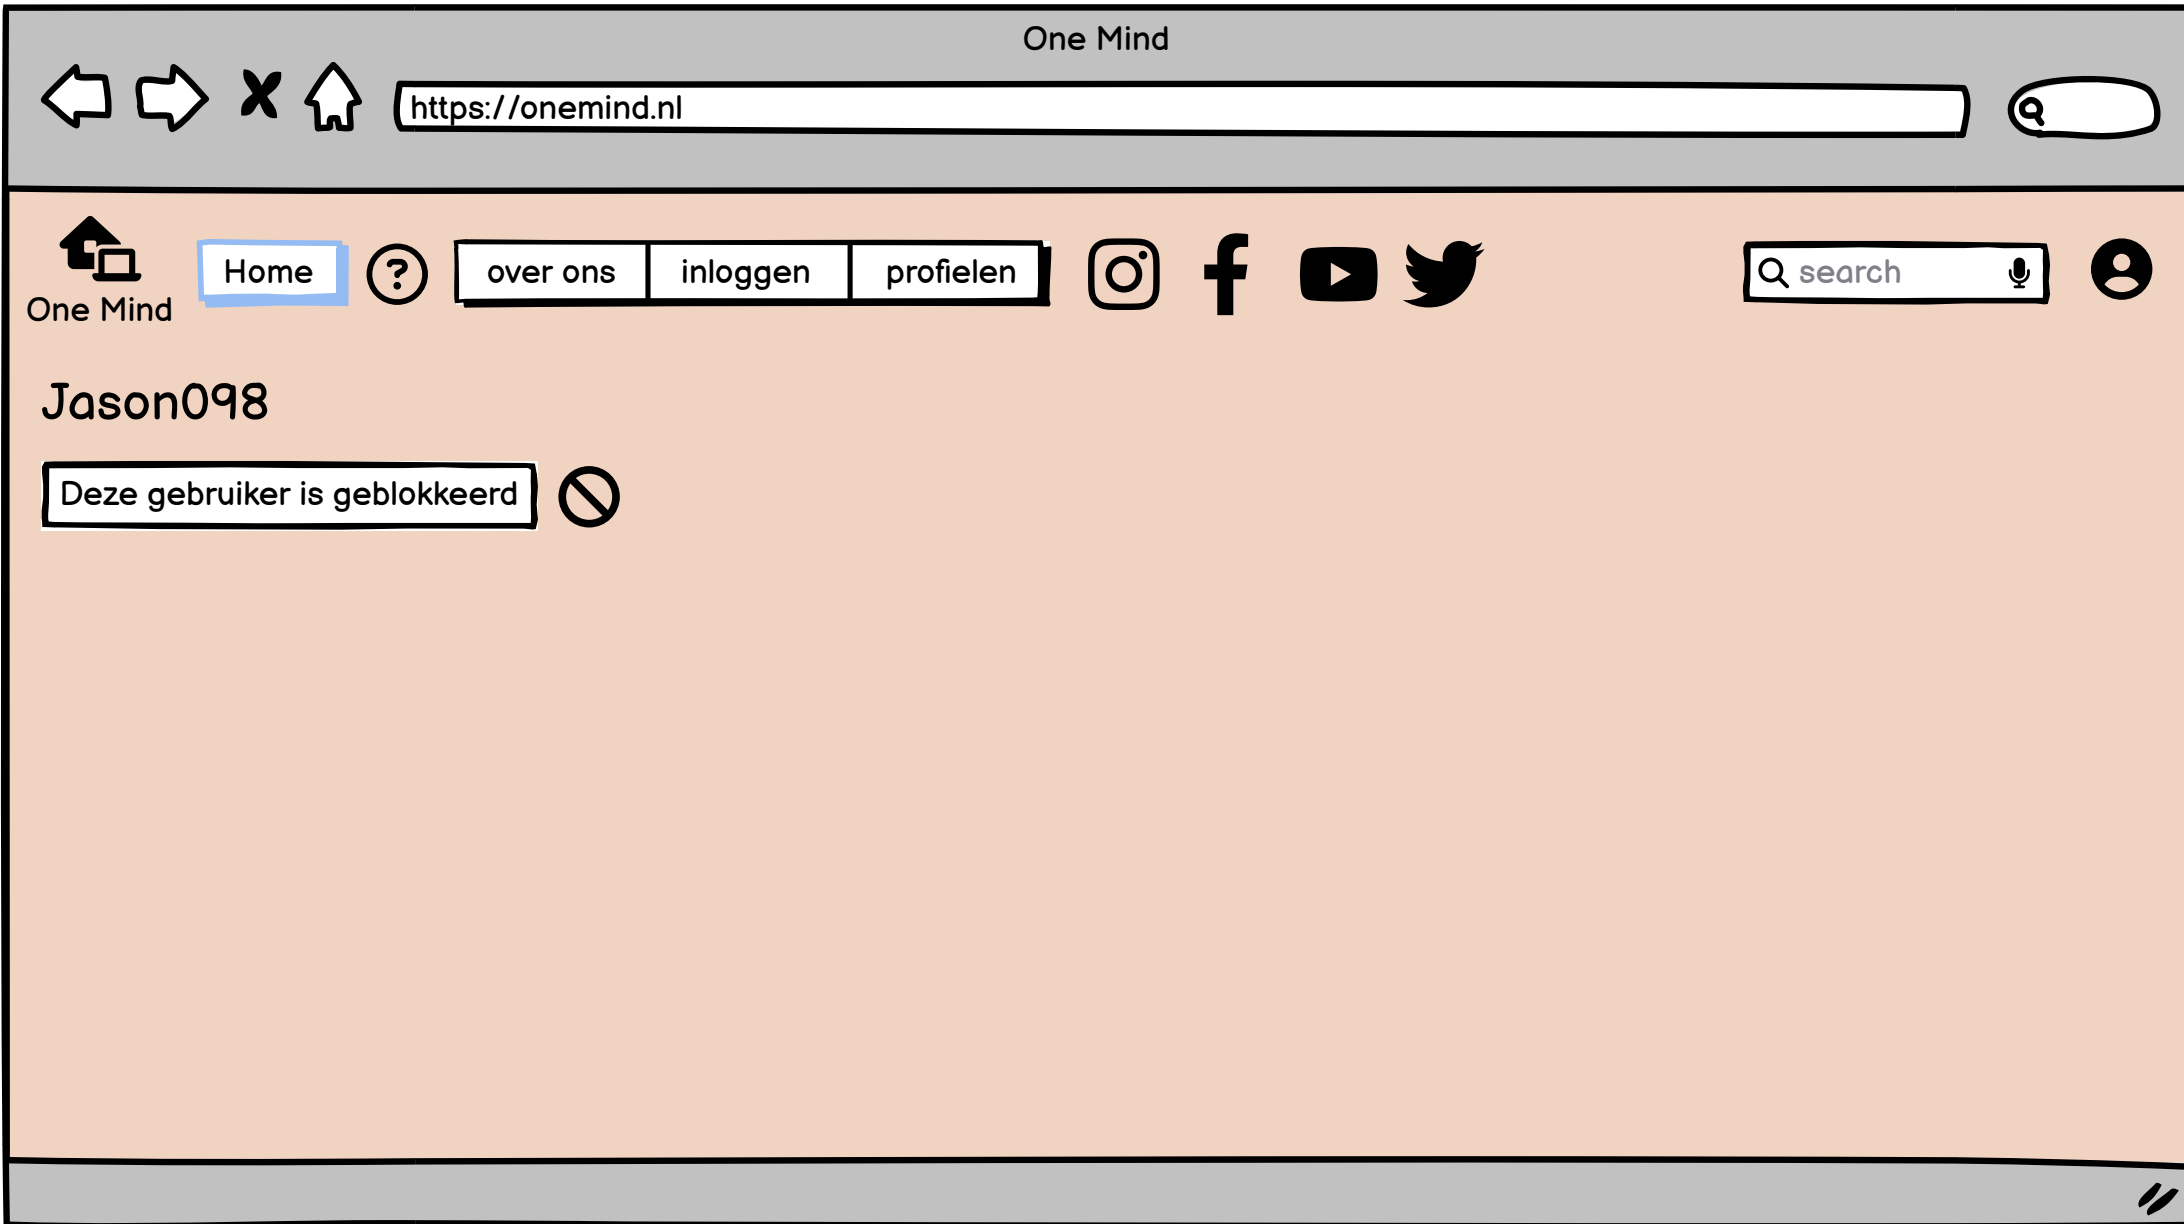 One Mind
https://onemind.nl
Home
?
over ons
inloggen
profielen
search
One Mind
Jason098
Deze gebruiker is geblokkeerd